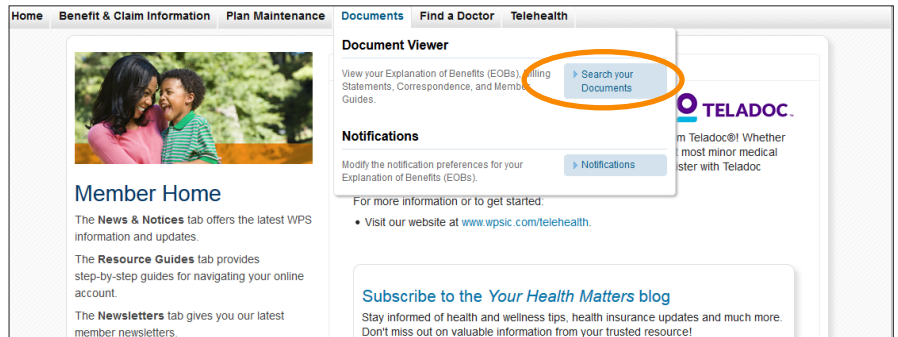 Home Benefit & Claim Information Plan Maintenance Documents Find a Doctor Telehealth
Document Viewer
View your Explanation of Benefits (EOBs), Billing
Statements, Correspondence, and Member
Guides.
Search your
Documents
Notifications
Modify the notification preferences for your
Explanation of Benefits (EOBs).
Notifications
TELADOC
m Teladoc®! Whether
most minor medical
ister with Teladoc
For more information or to get started:
• Visit our website at www.wpsic.com/telehealth.
Member Home
The News & Notices tab offers the latest WPS
information and updates.
The Resource Guides tab provides
step-by-step guides for navigating your online
account.
The Newsletters tab gives you our latest
member newsletters.
Subscribe to the Your Health Matters blog
Stay informed of health and wellness tips, health insurance updates and much more.
Don't miss out on valuable information from your trusted resource!